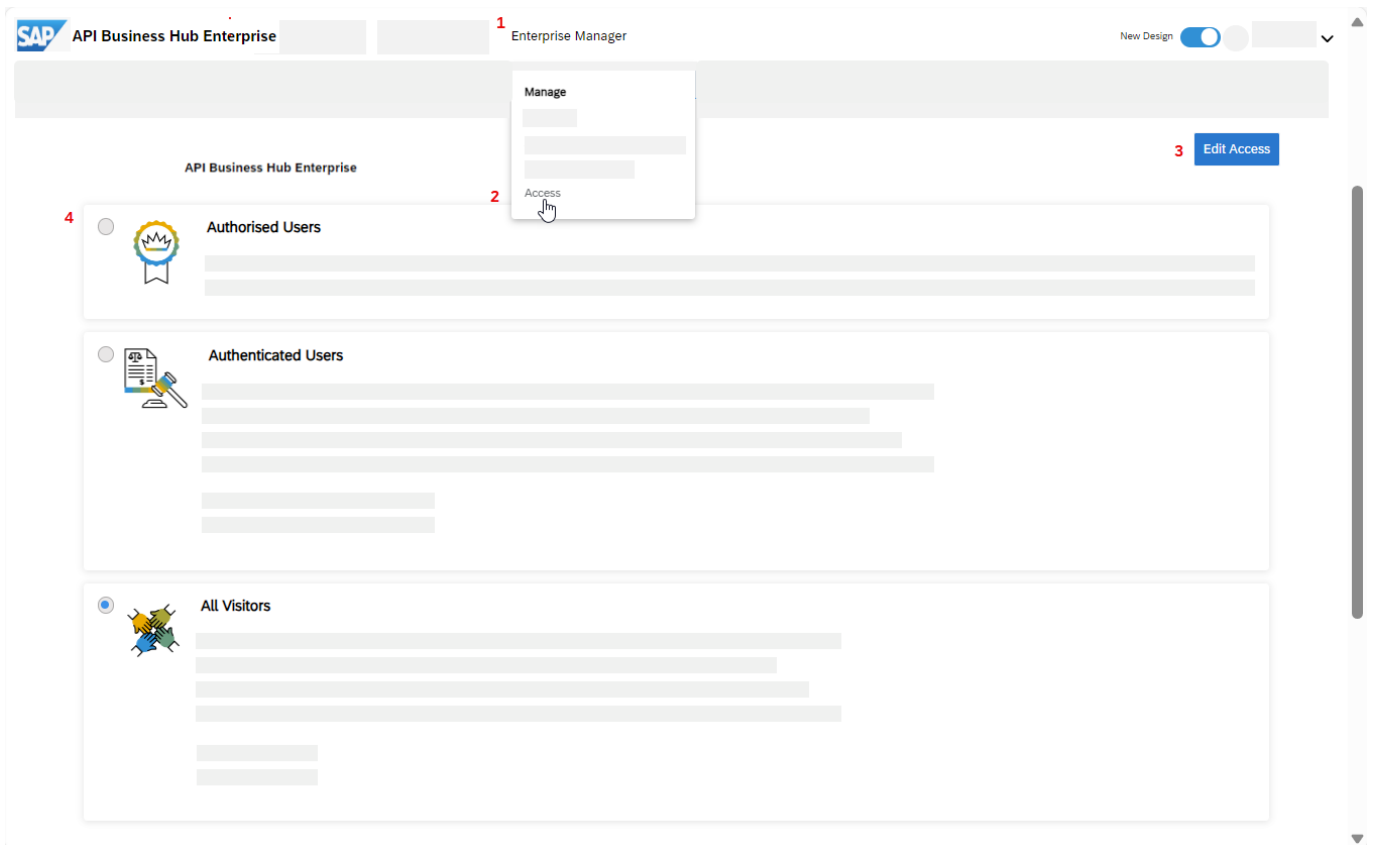 SAP API Business Hub Enterprise
1 Enterprise Manager
New Design
Manage
2 Access
3 Edit Access
API Business Hub Enterprise
4 Authorised Users
Authenticated Users
$
All Visitors